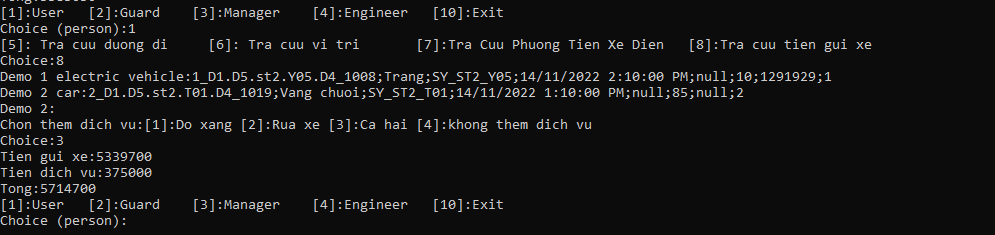 [1]:User [2]:Guard [3]:Manager [4]:Engineer [10]:Exit
Choice (person):1
[5]: Tra cuu duong di [6]: Tra cuu vi tri [7]:Tra Cuu Phuong Tien Xe Dien [8]:Tra cuu tien gui xe
Choice:8
Demo 1 electric vehicle:1_D1.D5.st2.Y05.D4_1008;Trang;SY_ST2_Y05;14/11/2022 2:10:00 PM;null;10;1291929;1
Demo 2 car:2_D1.D5.st2.T01.D4_1019;Vang chuoi;SY_ST2_T01;14/11/2022 1:10:00 PM;null;85;null;2
Demo 2:
Chon them dich vu:[1]:Do xang [2]:Rua xe [3]:Ca hai [4]:khong them dich vu
Choice:3
Tien gui xe:5339700
Tien dich vu:375000
Tong:5714700
[1]:User [2]:Guard [3]:Manager [4]:Engineer [10]:Exit
Choice (person):